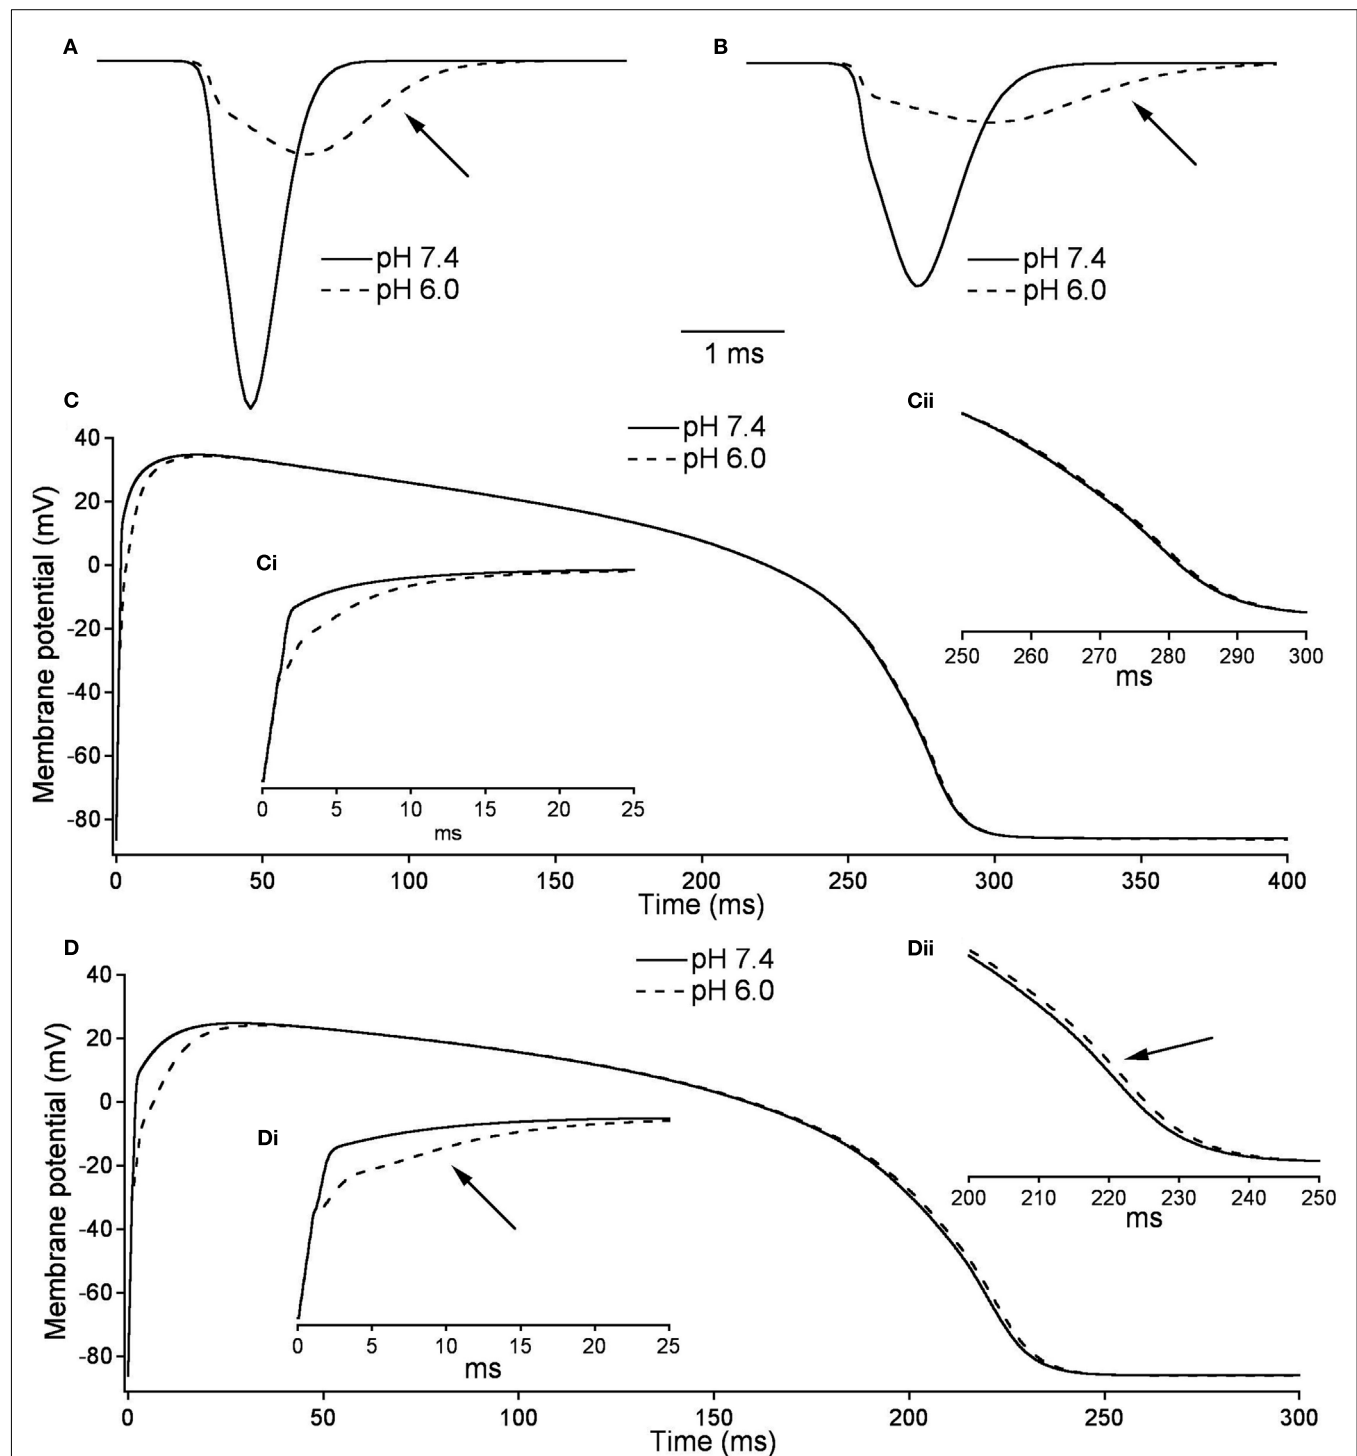 A
B
pH 7.4
pH 6.0
pH 7.4
pH 6.0
1 ms
C
pH 7.4
pH 6.0
Cii
40
20
0
-20
-40
-60
-80
Membrane potential (mV)
Ci
0 5 10 15 20 25
ms
250 260 270 280 290 300
ms
0 50 100 150 200 250 300 350 400
Time (ms)
D
pH 7.4
pH 6.0
Dii
40
20
0
-20
-40
-60
-80
Membrane potential (mV)
Di
0 5 10 15 20 25
ms
200 210 220 230 240 250
ms
0 50 100 150 200 250 300
Time (ms)